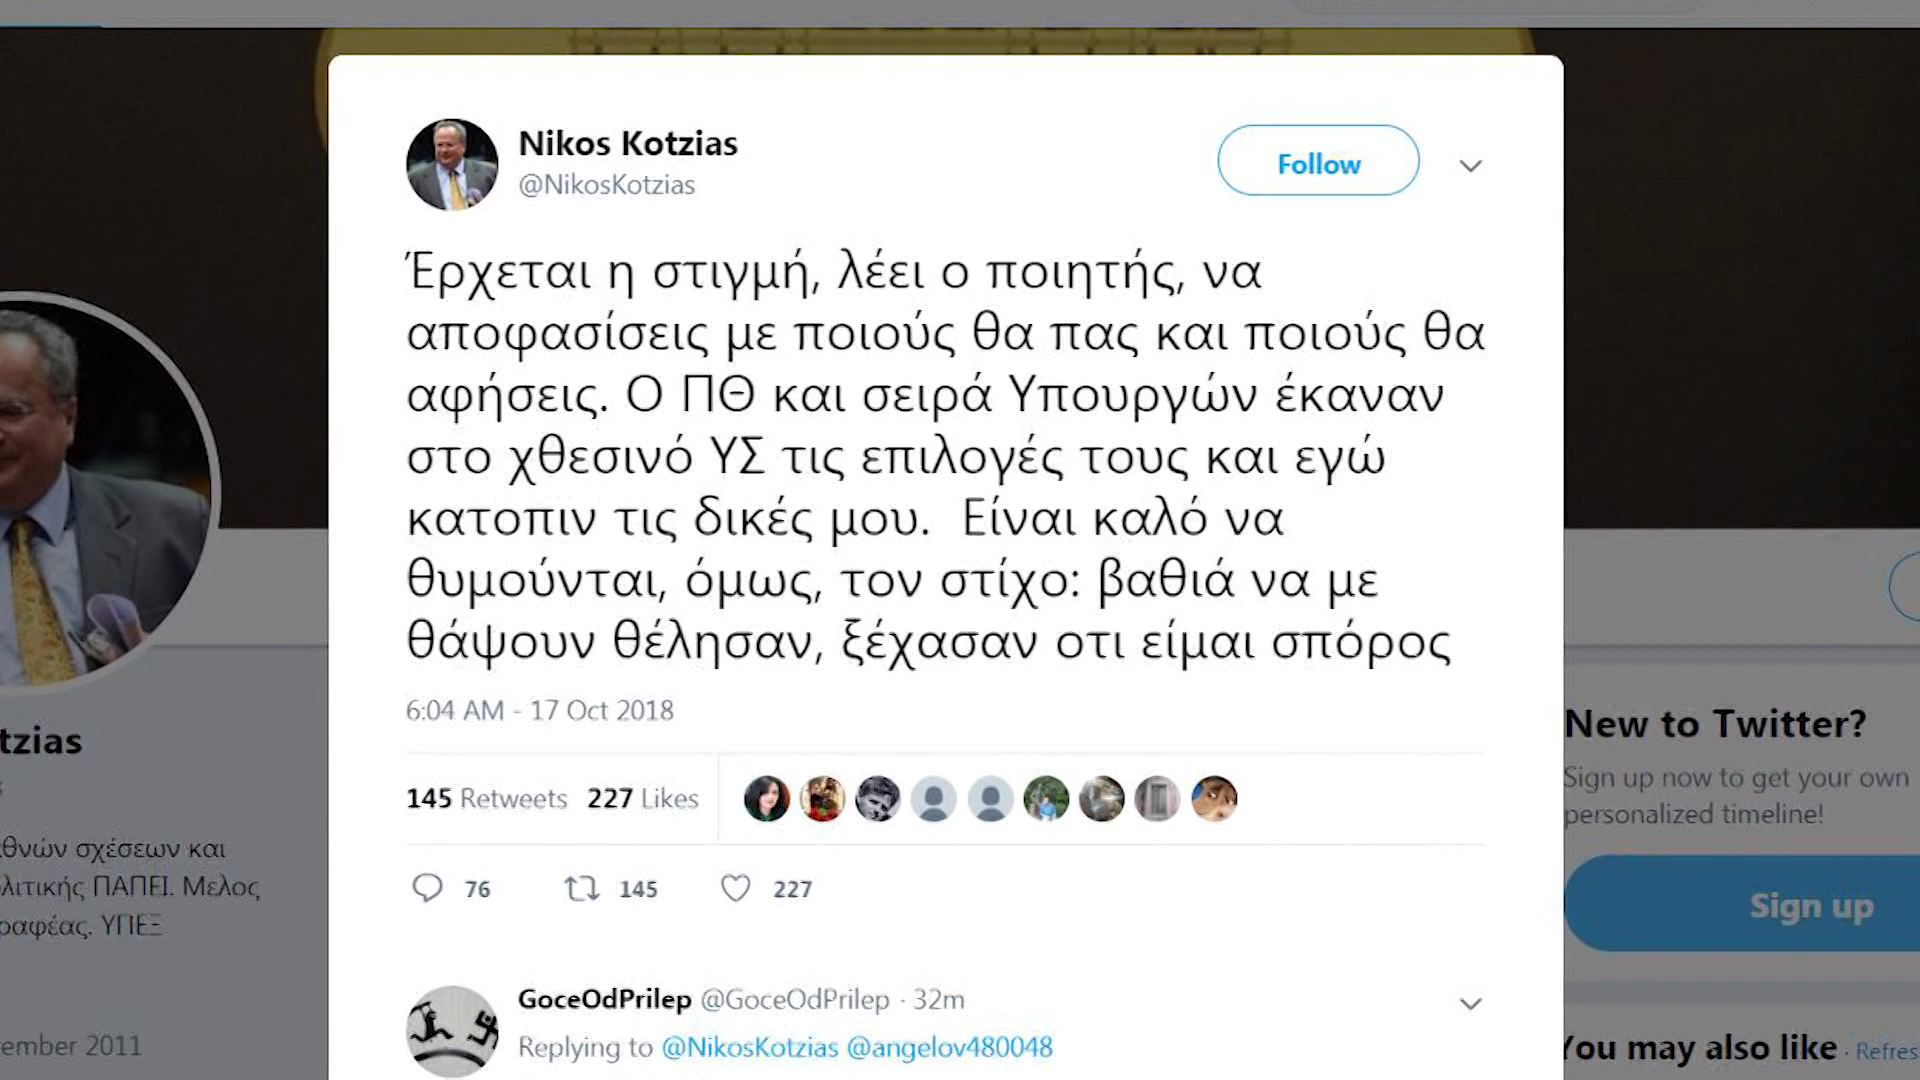 Nikos Kotzias
@NikosKotzias
Follow
Έρχεται η στιγμή, λέει ο ποιητής, να
αποφασίσεις με ποιούς θα πας και ποιούς θα
αφήσεις. Ο ΠΘ και σειρά Υπουργών έκαναν
στο χθεσινό ΥΣ τις επιλογές τους και εγώ
κατοπιν τις δικές μου. Είναι καλό να
θυμούνται, όμως, τον στίχο: βαθιά να με
θάψουν θέλησαν, ξέχασαν οτι είμαι σπόρος
6:04 AM - 17 Oct 2018
145 Retweets 227 Likes
76 145 227
GoceOdPrilep @GoceOdPrilep · 32m
Replying to @NikosKotzias @angelov480048
tzias
θνών σχέσεων και
λιτικής ΠΑΠΕΙ. Μελος
ραφέας. ΥΠΕΞ
ember 2011
New to Twitter?
Sign up now to get your own
personalized timeline!
Sign up
You may also like · Refres